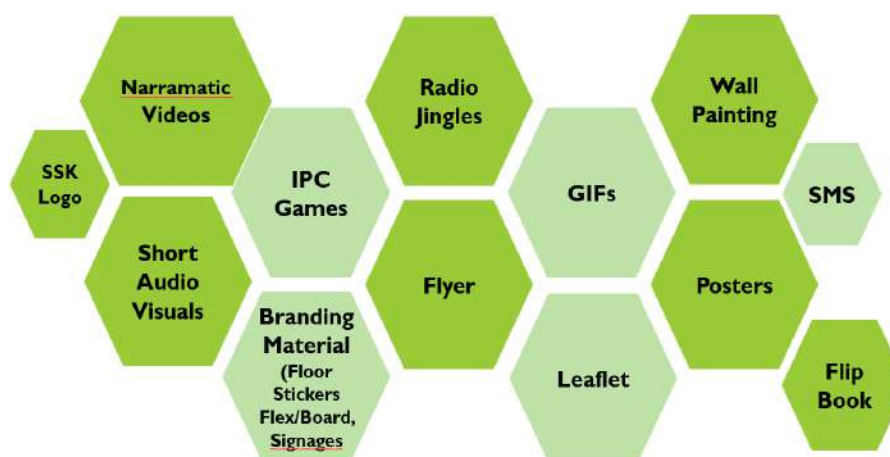 Narramatic
Videos
Radio
Jingles
Wall
Painting
SSK
Logo
IPC
Games
GIFs
SMS
Short
Audio
Visuals
Flyer
Posters
Branding
Material
(Floor
Stickers
Flex/Board,
Signages
Leaflet
Flip
Book